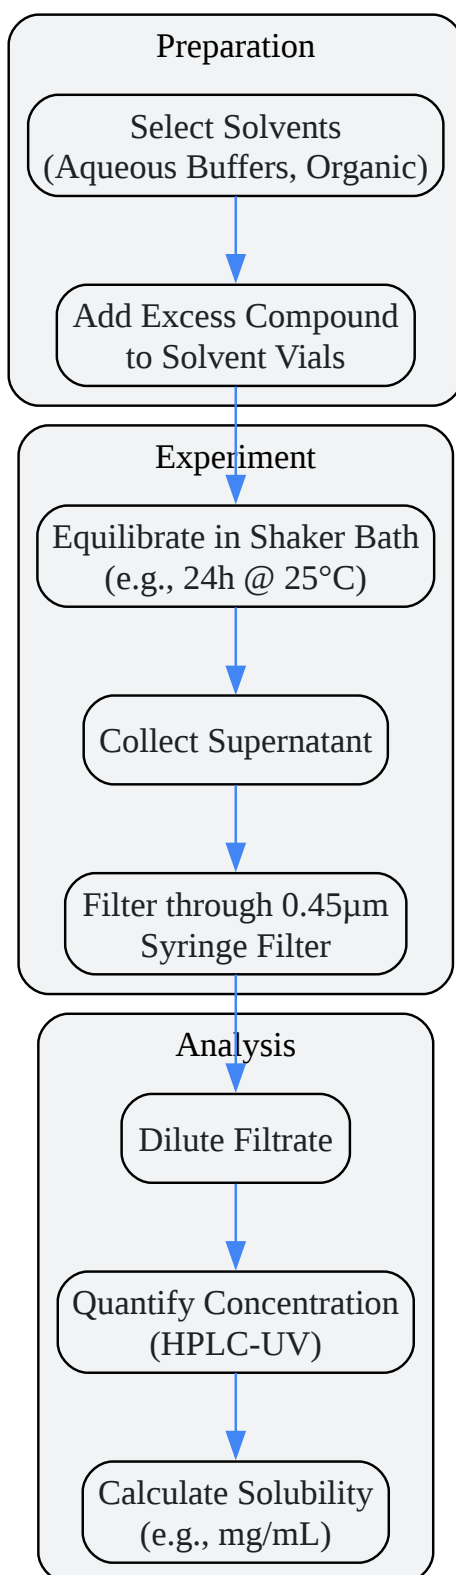 Preparation
Select Solvents
(Aqueous Buffers, Organic)
Add Excess Compound
to Solvent Vials
Experiment
Equilibrate in Shaker Bath
(e.g., 24h @ 25°C)
Collect Supernatant
Filter through 0.45µm
Syringe Filter
Analysis
Dilute Filtrate
Quantify Concentration
(HPLC-UV)
Calculate Solubility
(e.g., mg/mL)